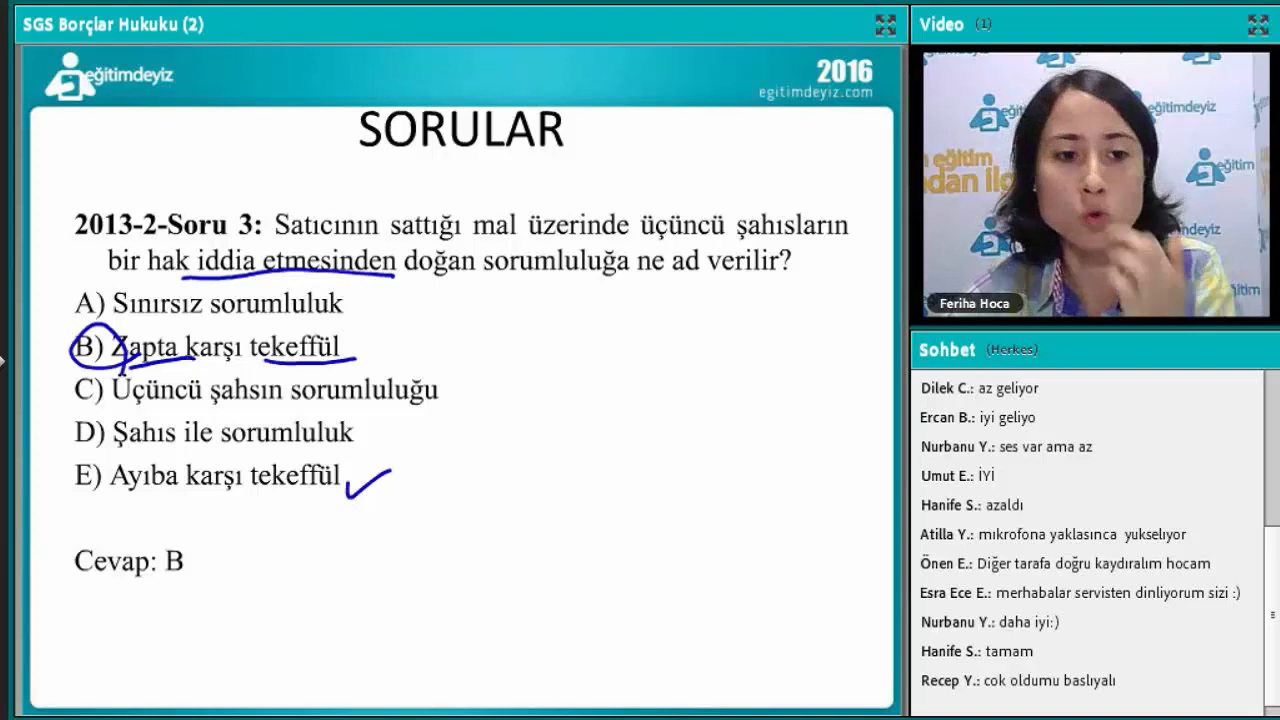 SGS Borçlar Hukuku (2)
eğitimdeyiz
2016
egitimdeyiz.com
SORULAR
2013-2-Soru 3: Satıcının sattığı mal üzerinde üçüncü şahısların
bir hak iddia etmesinden doğan sorumluluğa ne ad verilir?
A) Sınırsız sorumluluk
B) Zapta karşı tekeffül
C) Üçüncü şahsın sorumluluğu
D) Şahıs ile sorumluluk
E) Ayıba karşı tekeffül
Cevap: B
Video (1)
eğitimdeyiz
eğitim
eğitim
Feriha Hoca
Sohbet (Herkes)
Dilek C.: az geliyor
Ercan B.: iyi geliyo
Nurbanu Y.: ses var ama az
Umut E.: İYİ
Hanife S.: azaldı
Atilla Y.: mıkrofona yaklasınca yukselıyor
Önen E.: Diğer tarafa doğru kaydıralım hocam
Esra Ece E.: merhabalar servisten dinliyorum sizi :)
Nurbanu Y.: daha iyi:)
Hanife S.: tamam
Recep Y.: cok oldumu baslıyalı